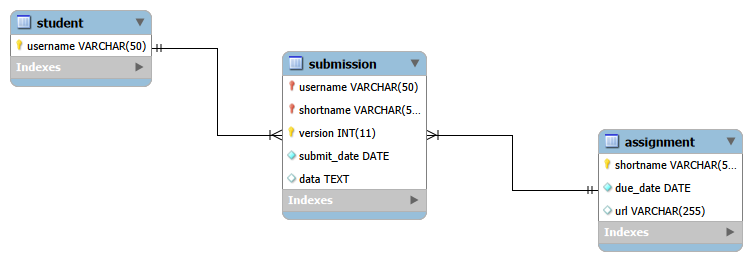 student
username VARCHAR(50)
Indexes
submission
username VARCHAR(50)
shortname VARCHAR(5...
version INT(11)
submit_date DATE
data TEXT
Indexes
assignment
shortname VARCHAR(5...
due_date DATE
url VARCHAR(255)
Indexes